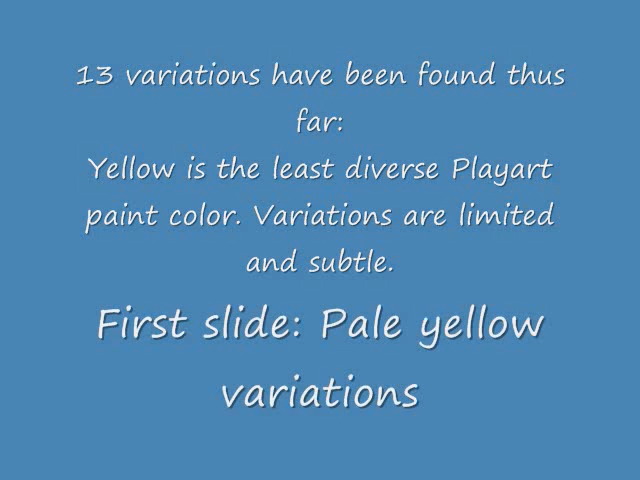 13 variations have been found thus
far:
Yellow is the least diverse Playart
paint color. Variations are limited
and subtle.
First slide: Pale yellow
variations